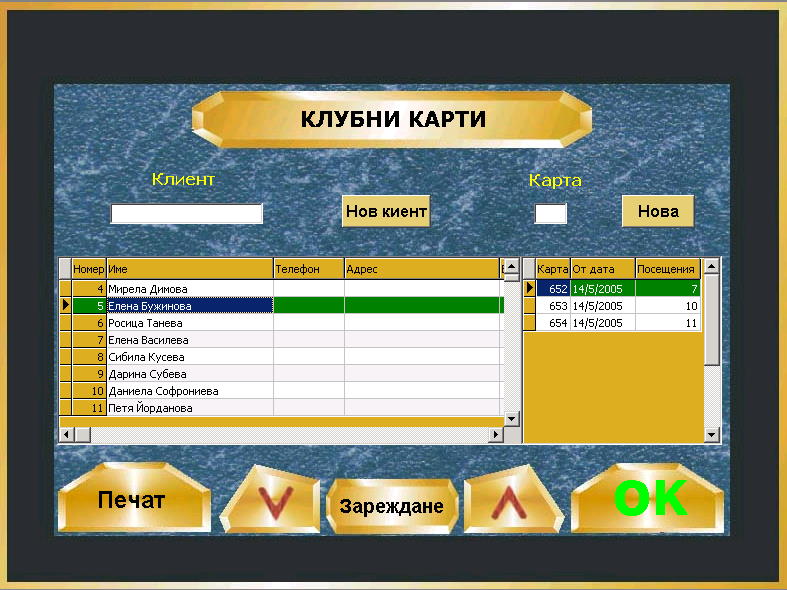 КЛУБНИ КАРТИ
Клиент Карта
Нов киент Нова
Номер Име Телефон Адрес Карта От дата Посещения
4 Мирела Димова 652 14/5/2005 7
5 Елена Бужинова 653 14/5/2005 10
6 Росица Танева 654 14/5/2005 11
7 Елена Василева
8 Сибила Кусева
9 Дарина Субева
10 Даниела Софрониева
11 Петя Йорданова
Печат Зареждане OK